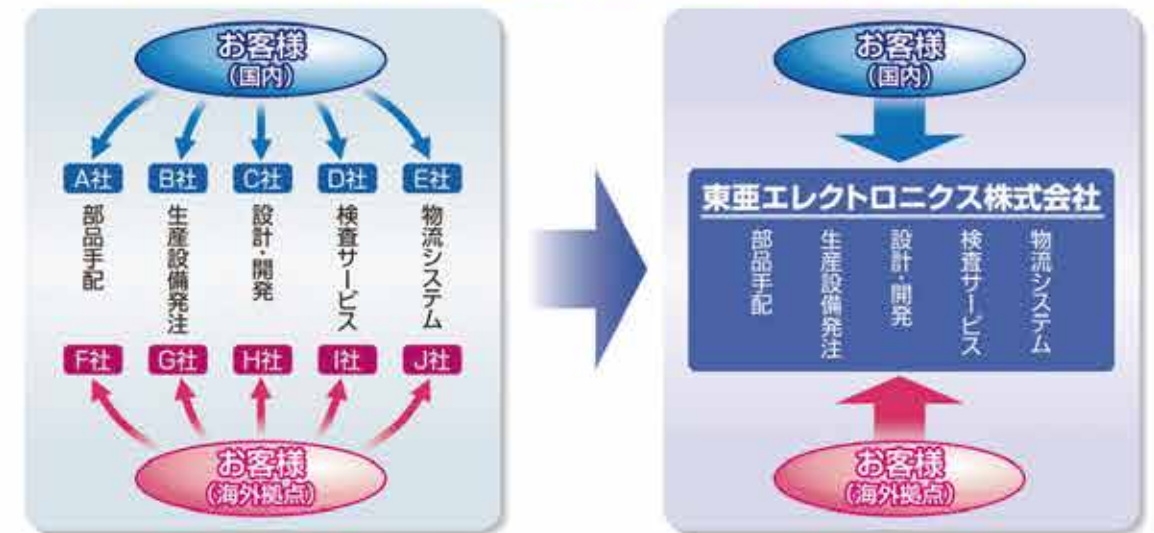 お客様
(国内)
A社
B社
C社
D社
E社
部品手配
生産設備発注
設計・開発
検査サービス
物流システム
F社
G社
H社
I社
J社
お客様
(海外拠点)
お客様
(国内)
東亜エレクトロニクス株式会社
部品手配
生産設備発注
設計・開発
検査サービス
物流システム
お客様
(海外拠点)